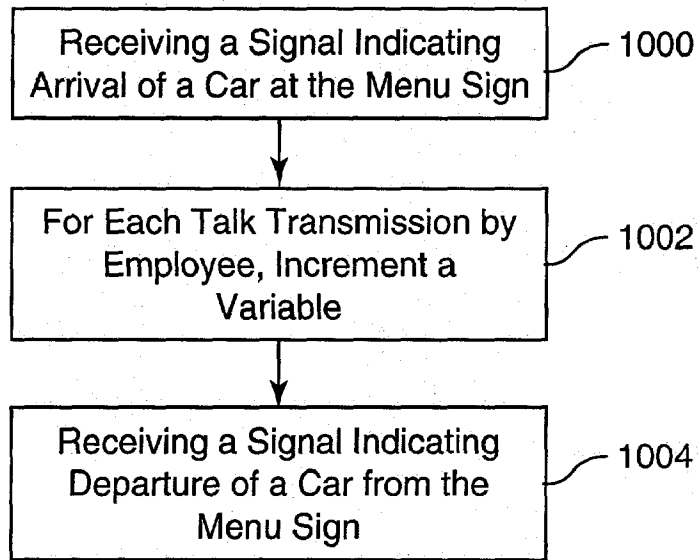 Receiving a Signal Indicating
Arrival of a Car at the Menu Sign
1000
For Each Talk Transmission by
Employee, Increment a
Variable
1002
Receiving a Signal Indicating
Departure of a Car from the
Menu Sign
1004